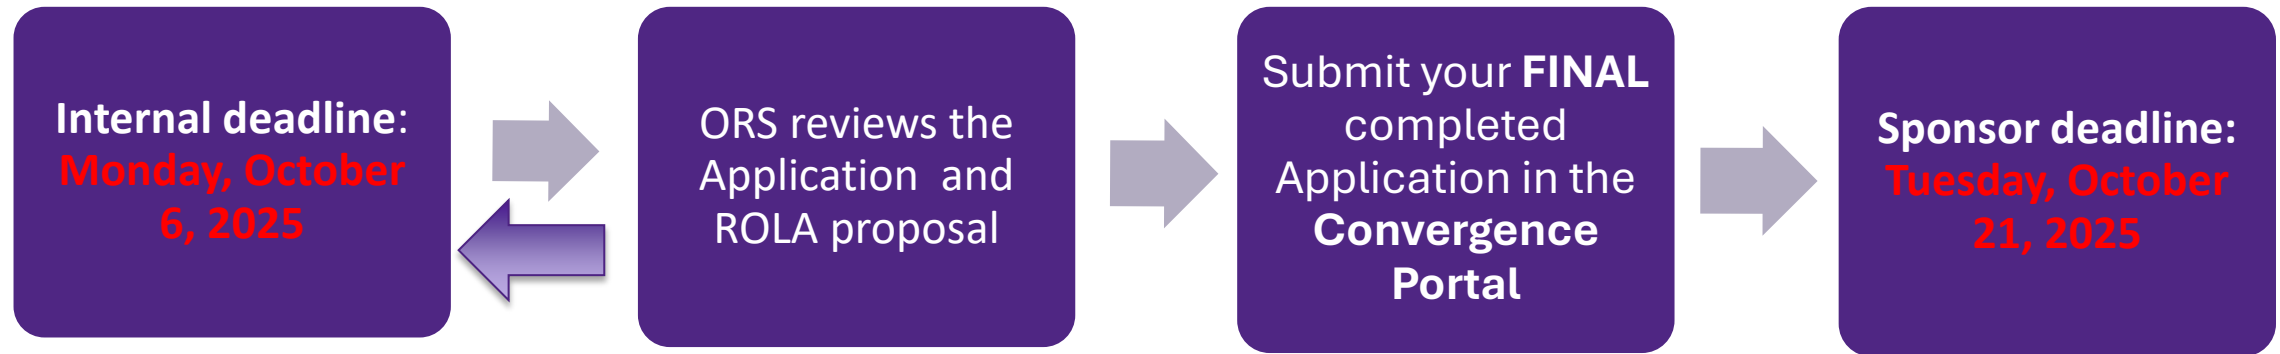 Internal deadline:
Monday, October
6, 2025
ORS reviews the
Application and
ROLA proposal
Submit your FINAL
completed
Application in the
Convergence
Portal
Sponsor deadline:
Tuesday, October
21, 2025